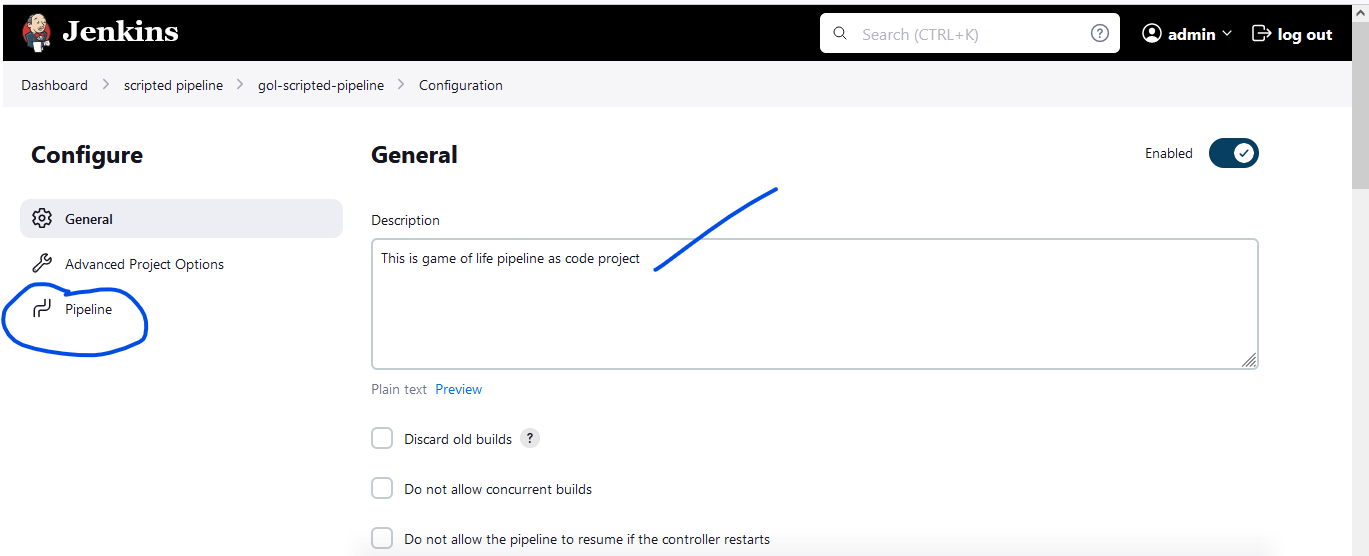 Jenkins
Search (CTRL+K)
?
admin
log out
Dashboard > scripted pipeline > gol-scripted-pipeline > Configuration
Configure
General
Advanced Project Options
Pipeline
General
Enabled
Description
This is game of life pipeline as code project
Plain text Preview
Discard old builds ?
Do not allow concurrent builds
Do not allow the pipeline to resume if the controller restarts